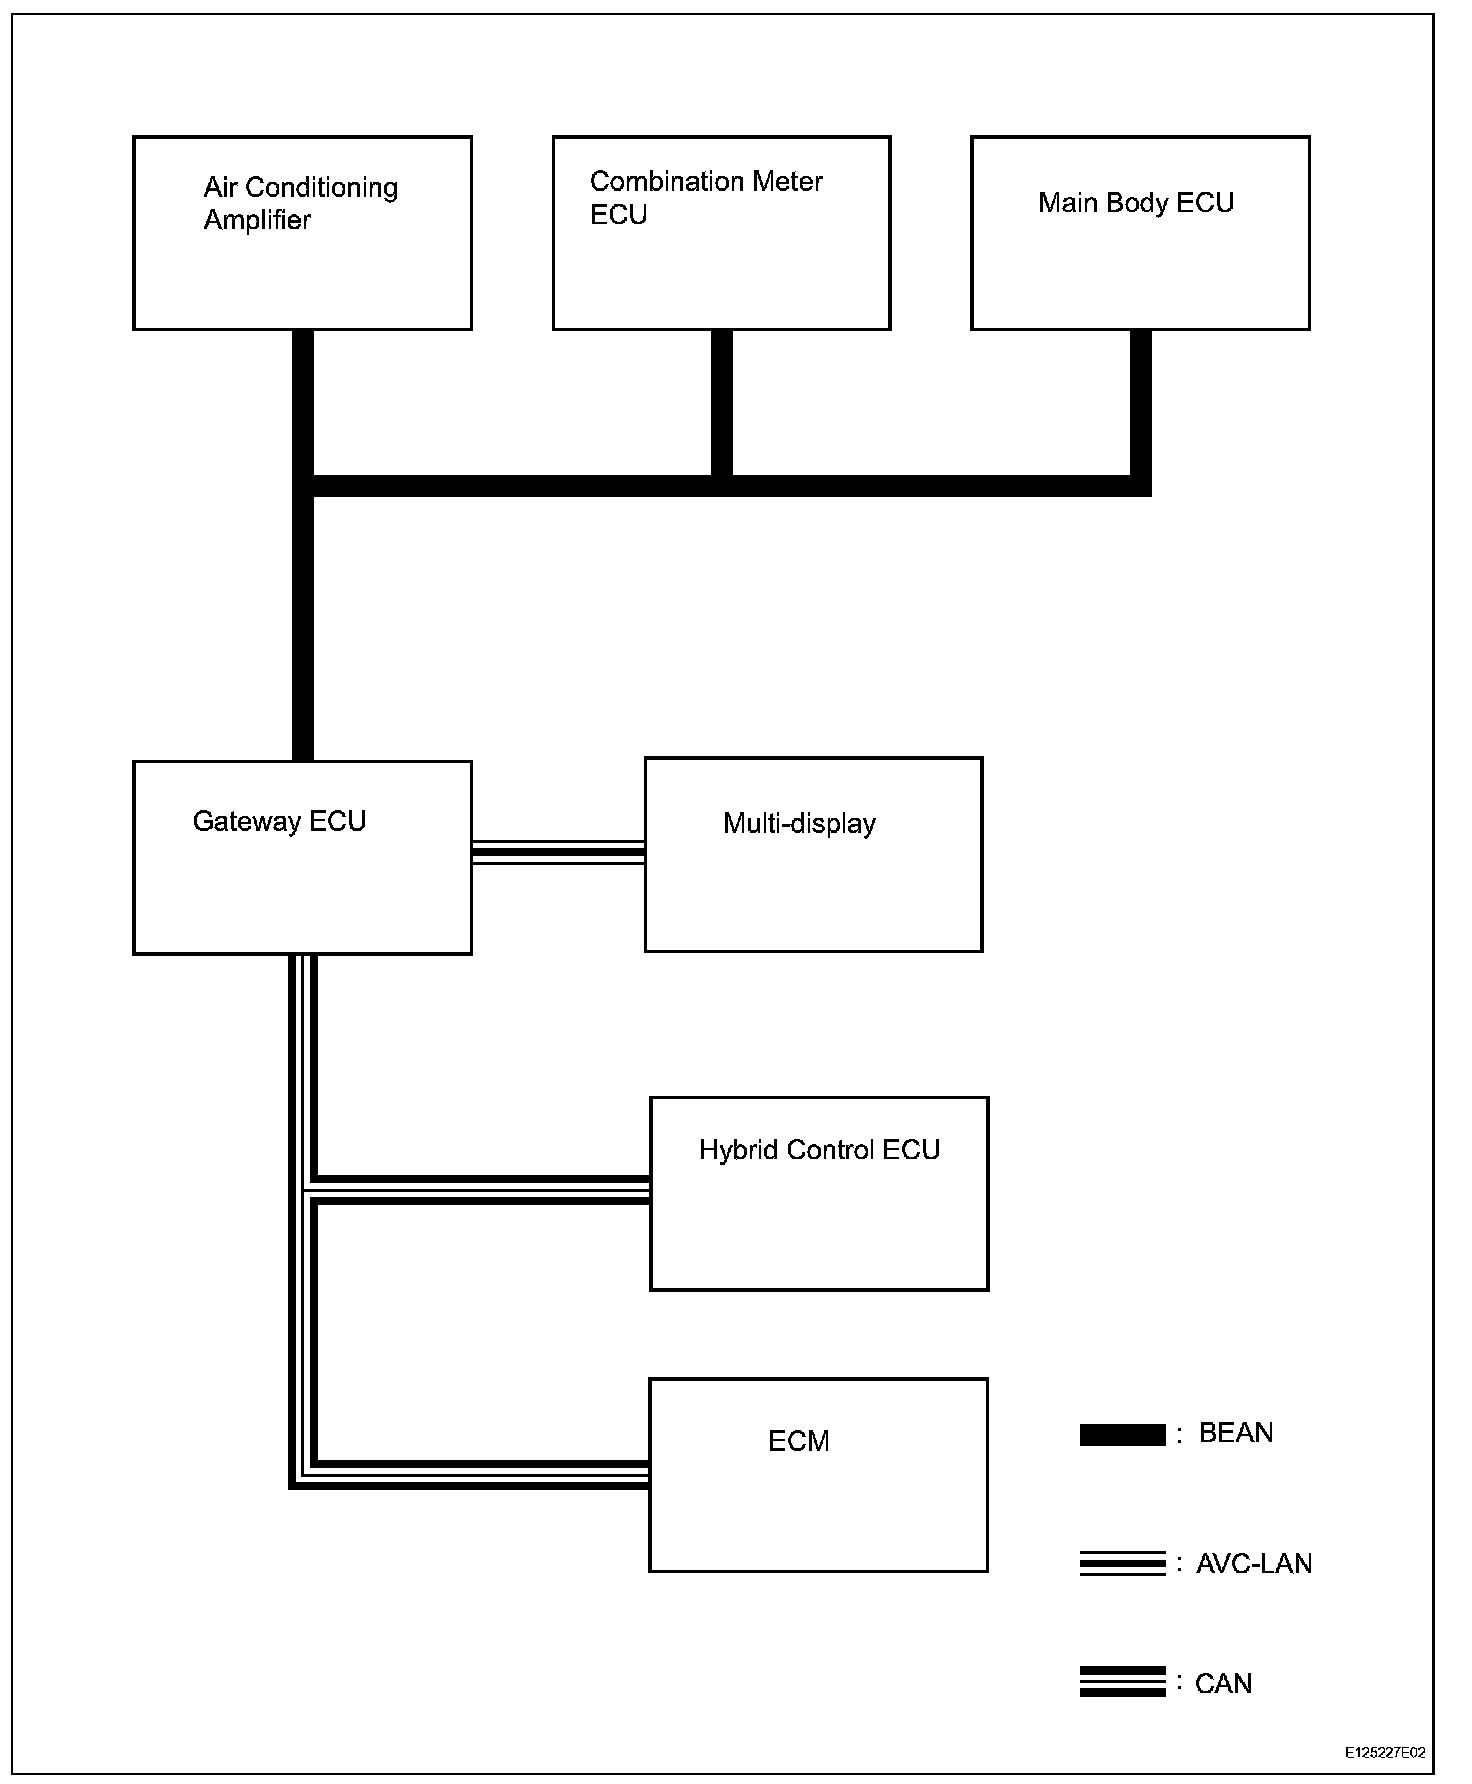 Air Conditioning
Amplifier
Combination Meter
ECU
Main Body ECU
Gateway ECU
Multi-display
Hybrid Control ECU
ECM
: BEAN
: AVC-LAN
: CAN
E125227E02